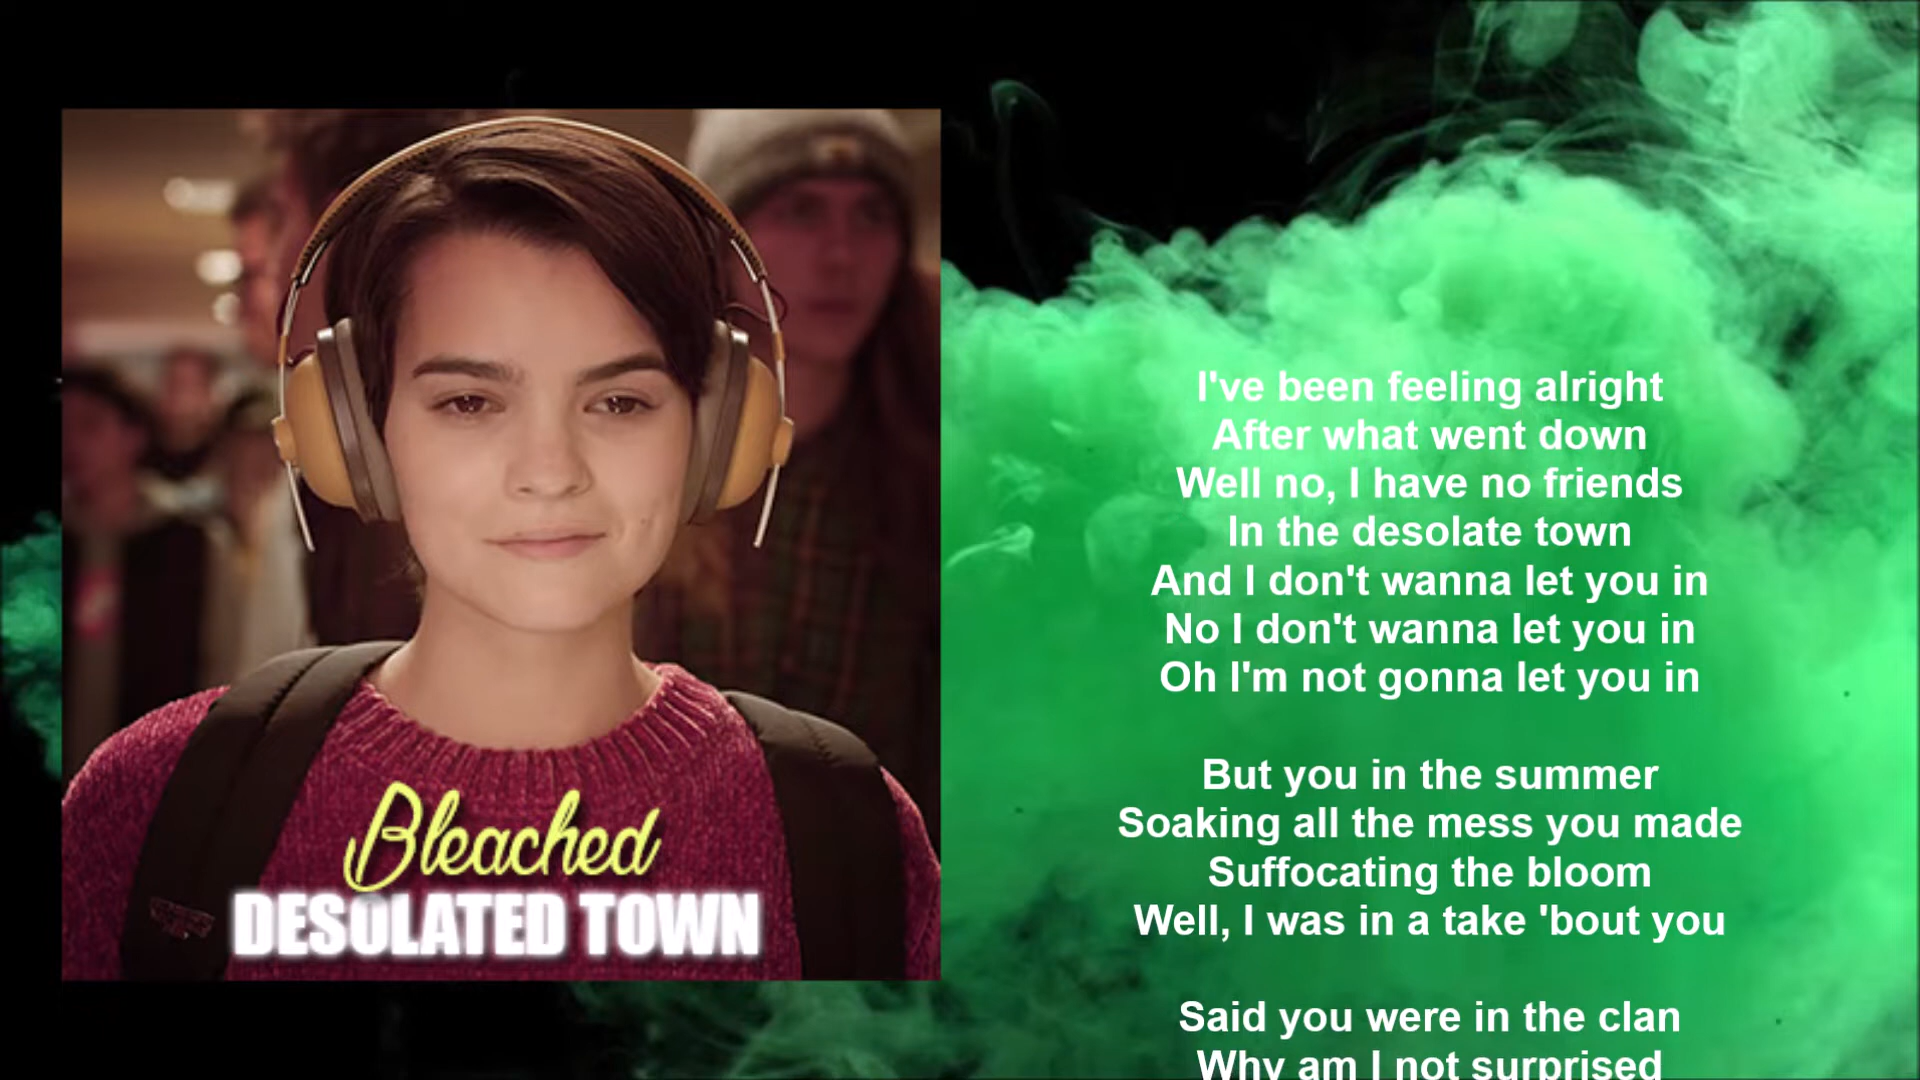 Bleached
DESOLATED TOWN
I've been feeling alright
After what went down
Well no, I have no friends
In the desolate town
And I don't wanna let you in
No I don't wanna let you in
Oh I'm not gonna let you in
But you in the summer
Soaking all the mess you made
Suffocating the bloom
Well, I was in a take 'bout you
Said you were in the clan
Why am I not surprised